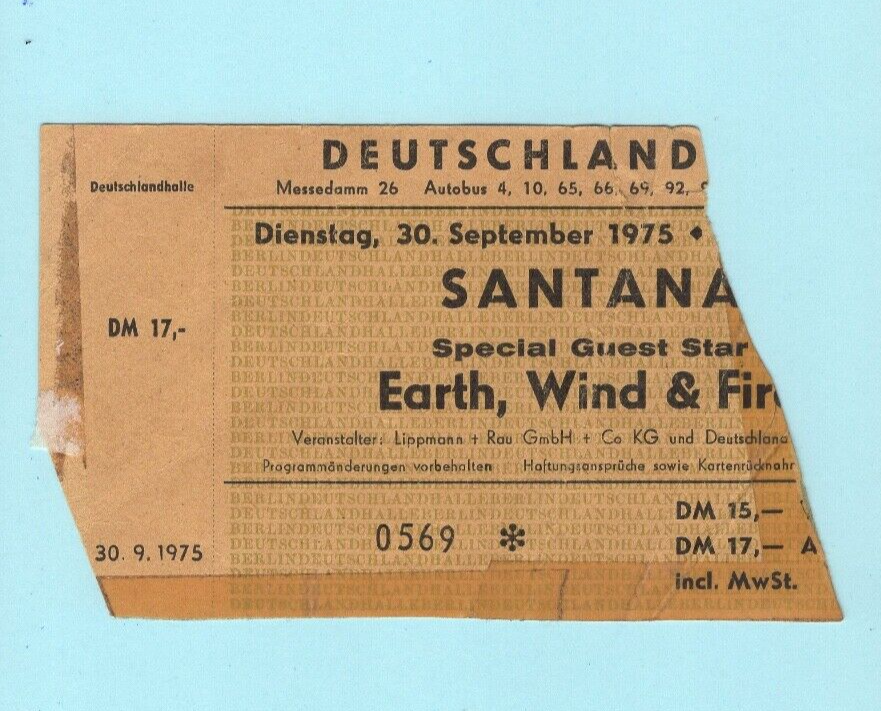 Deutschlandhalle
DM 17,-
30. 9. 1975
DEUTSCHLAND
Messedamm 26 Autobus 4, 10, 65, 66, 69, 92,
Dienstag, 30. September 1975 •
SANTANA
Special Guest Star
Earth, Wind & Fire
Veranstalter: Lippmann + Rau GmbH + Co KG und Deutschland
Programmänderungen vorbehalten Haftungsansprüche sowie Kartenrücknahr
DM 15,—
0569 * DM 17,— A
incl. MwSt.